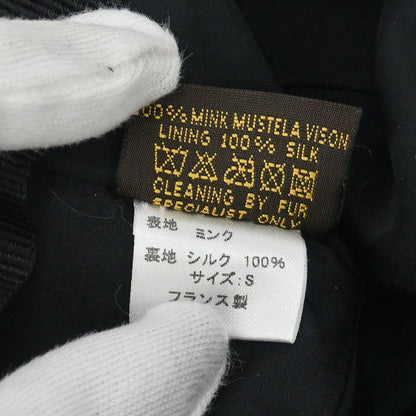 100% MINK MUSTELA VISON
LINING 100% SILK
CLEANING BY FUR
SPECIALIST ONLY
表地 ミンク
裏地 シルク 100%
サイズ:S
フランス製